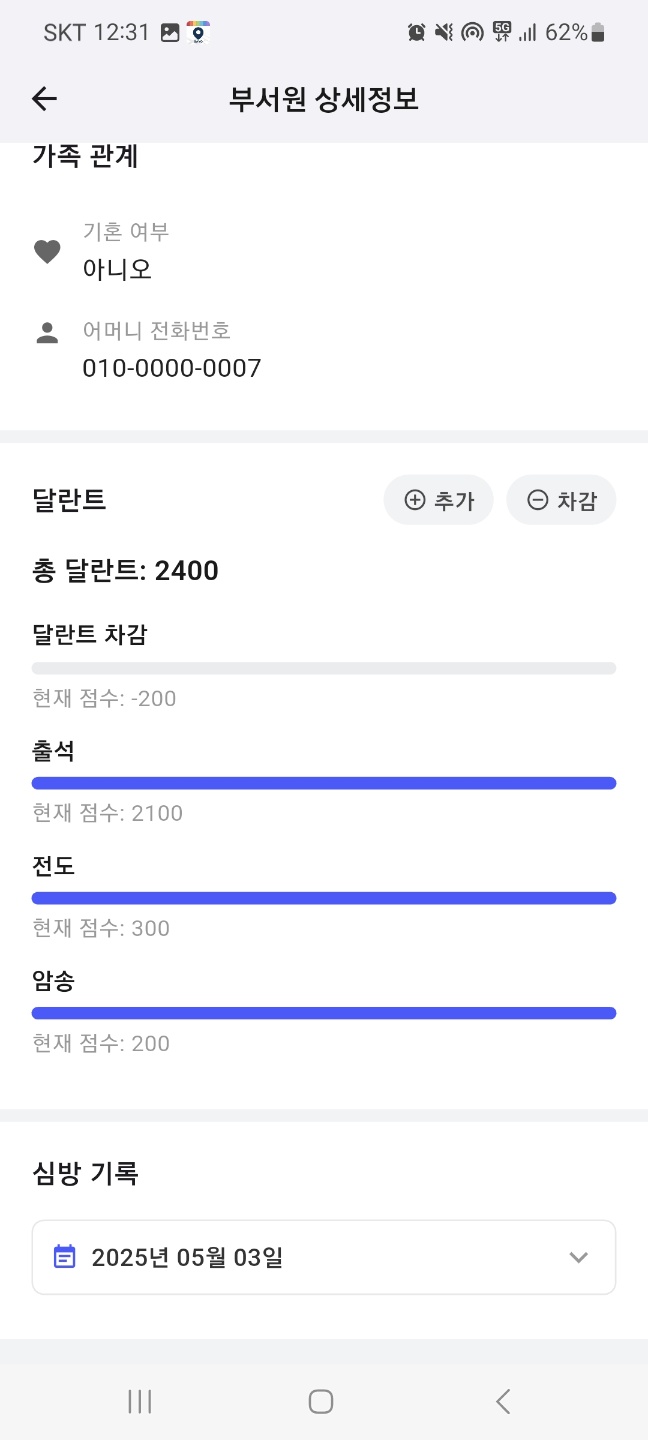 SKT 12:31
5G 62%
부서원 상세정보
가족 관계
기혼 여부
아니오
어머니 전화번호
010-0000-0007
달란트
추가
차감
총 달란트: 2400
달란트 차감
현재 점수: -200
출석
현재 점수: 2100
전도
현재 점수: 300
암송
현재 점수: 200
심방 기록
2025년 05월 03일